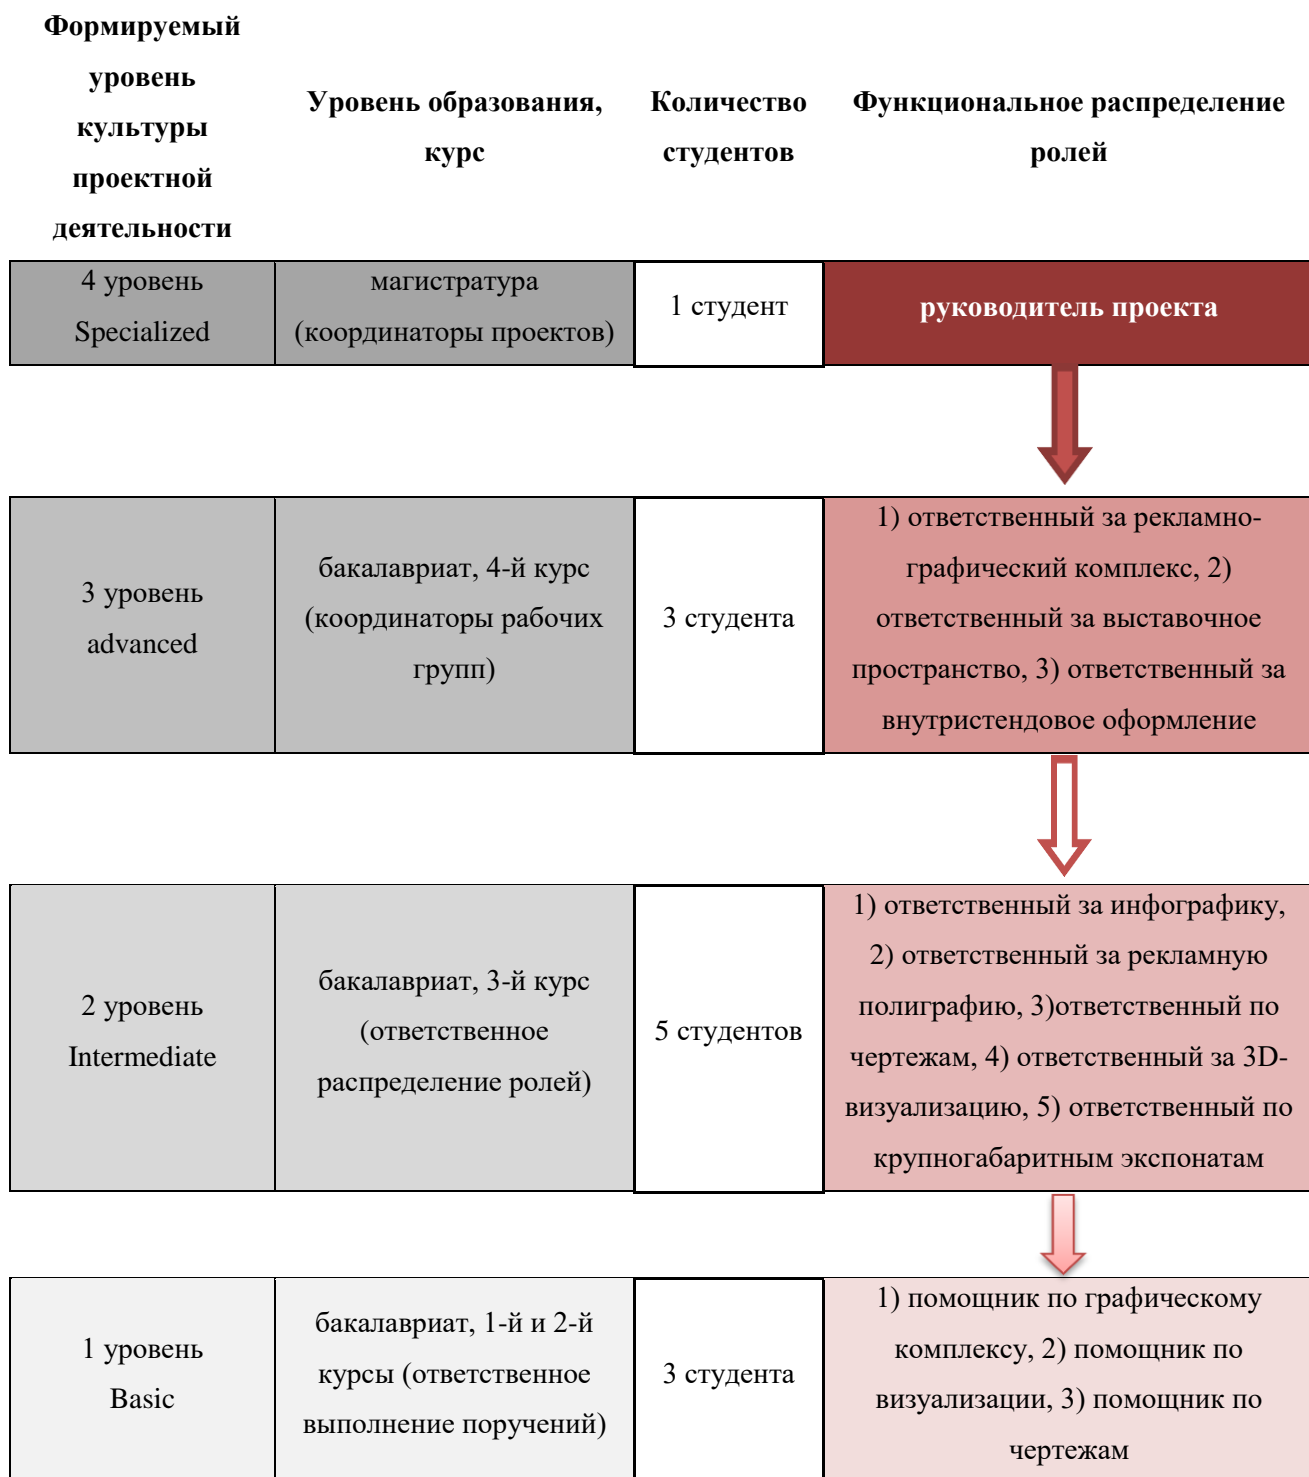 Формируемый
уровень
культуры
проектной
деятельности
Уровень образования,
курс
Количество
студентов
Функциональное распределение
ролей
4 уровень
Specialized
магистратура
(координаторы проектов)
1 студент
руководитель проекта
3 уровень
advanced
бакалавриат, 4-й курс
(координаторы рабочих
групп)
3 студента
1) ответственный за рекламно-
графический комплекс, 2)
ответственный за выставочное
пространство, 3) ответственный за
внутристендовое оформление
2 уровень
Intermediate
бакалавриат, 3-й курс
(ответственное
распределение ролей)
5 студентов
1) ответственный за инфографику,
2) ответственный за рекламную
полиграфию, 3)ответственный по
чертежам, 4) ответственный за 3D-
визуализацию, 5) ответственный по
крупногабаритным экспонатам
1 уровень
Basic
бакалавриат, 1-й и 2-й
курсы (ответственное
выполнение поручений)
3 студента
1) помощник по графическому
комплексу, 2) помощник по
визуализации, 3) помощник по
чертежам